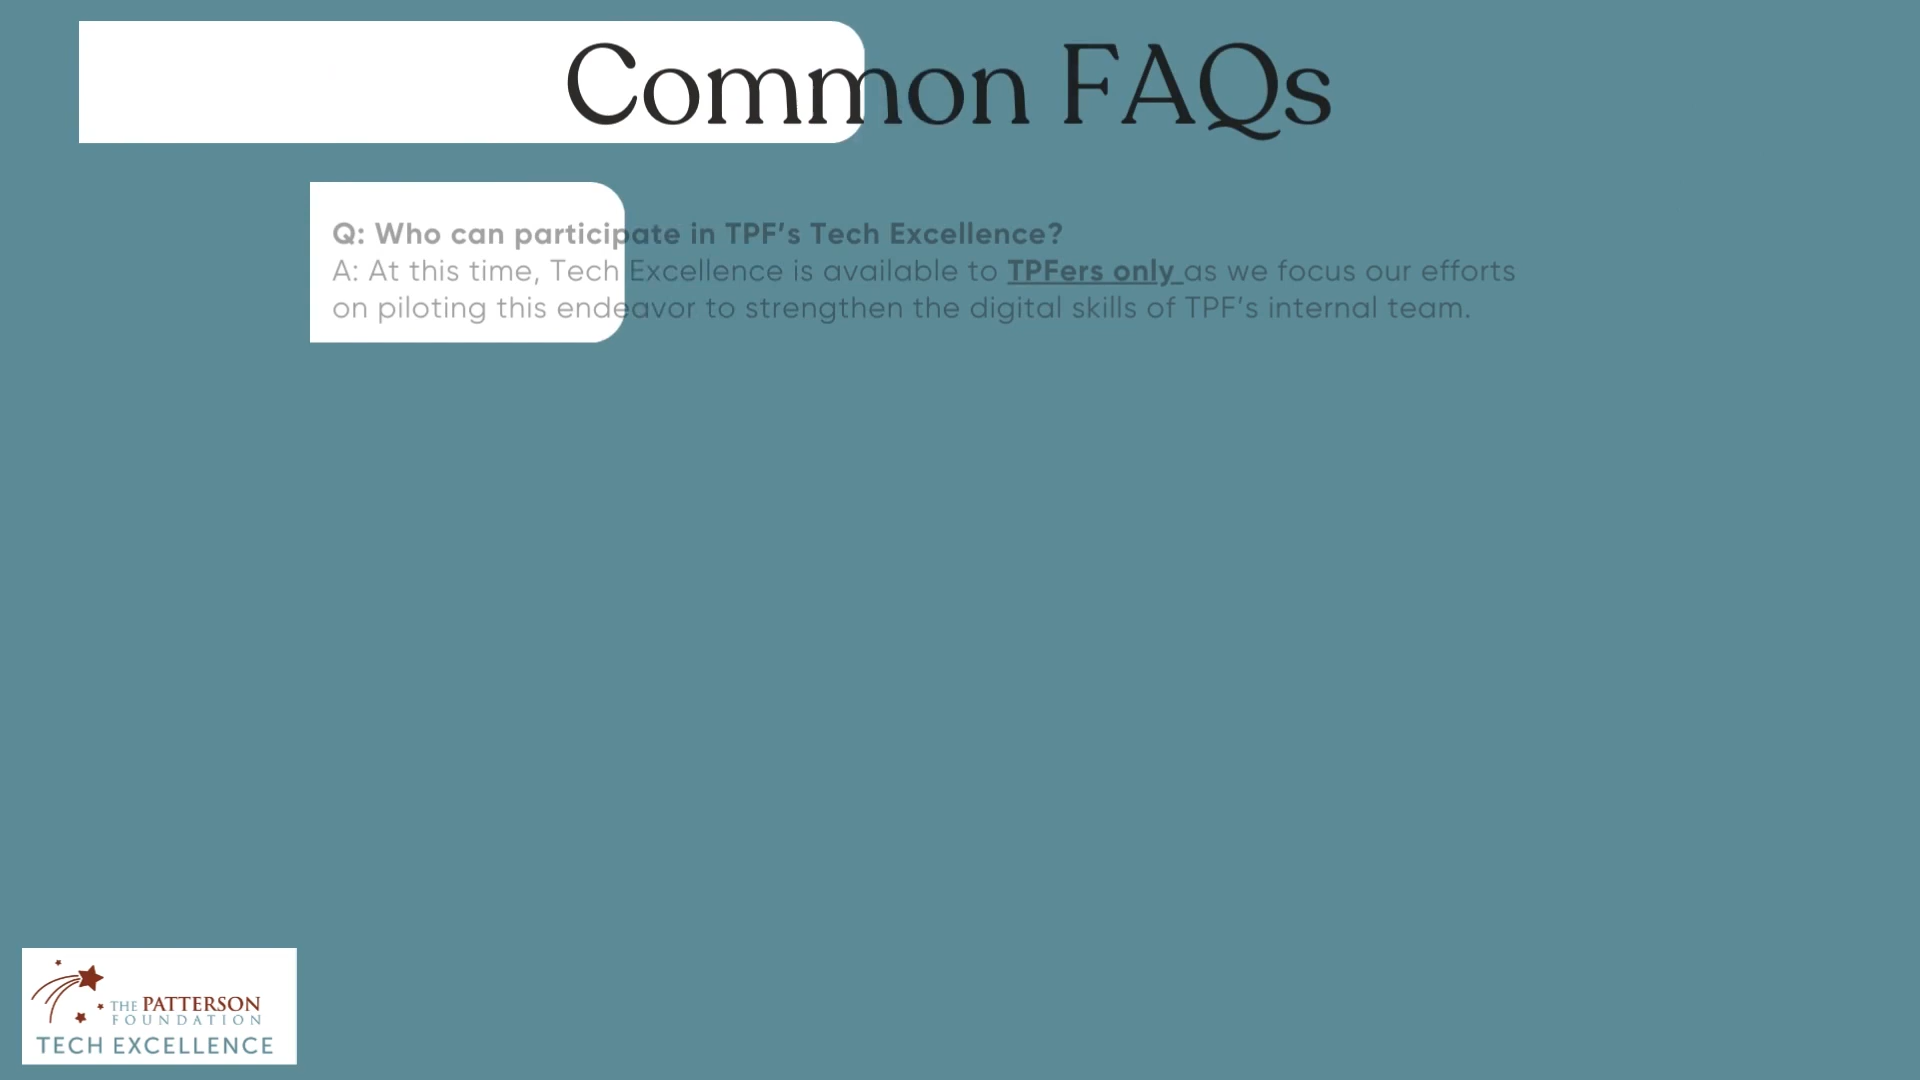 Common FAQs
Q: Who can participate in TPF’s Tech Excellence?
A: At this time, Tech Excellence is available to TPFers only as we focus our efforts
on piloting this endeavor to strengthen the digital skills of TPF’s internal team.
THE PATTERSON
FOUNDATION
TECH EXCELLENCE